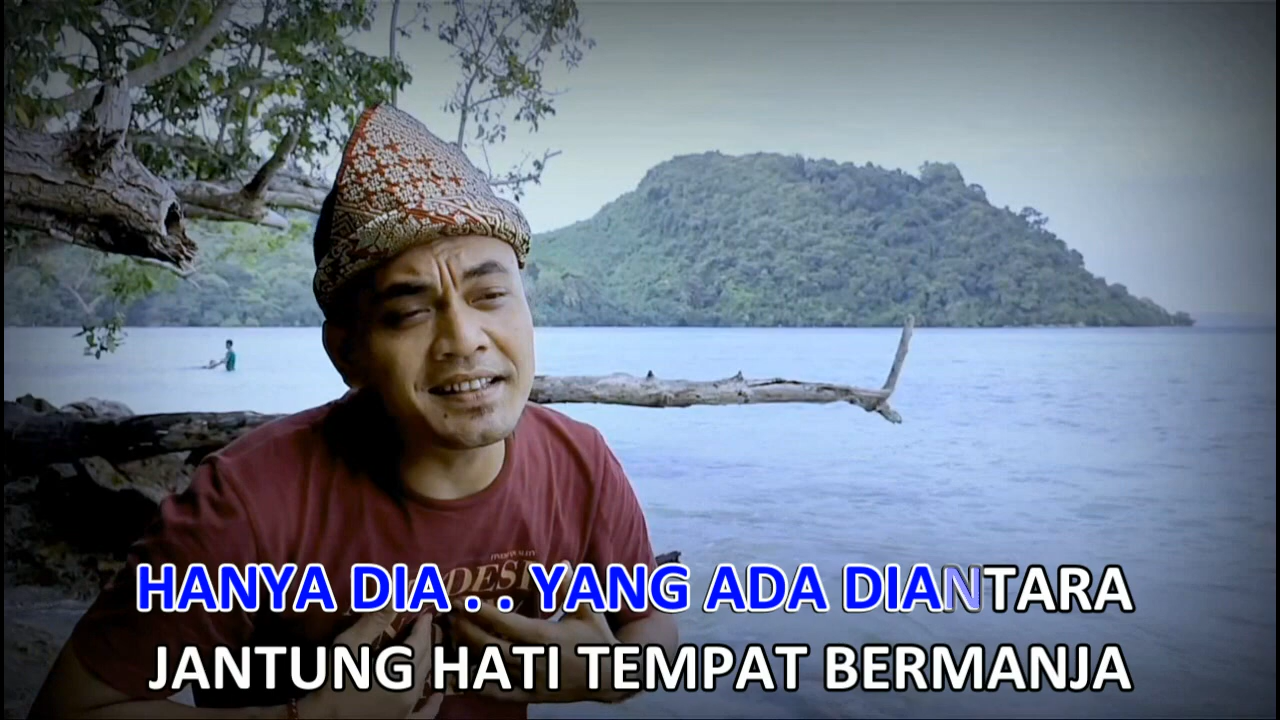 HANYA DIA . . YANG ADA DIANTARA
JANTUNG HATI TEMPAT BERMANJA